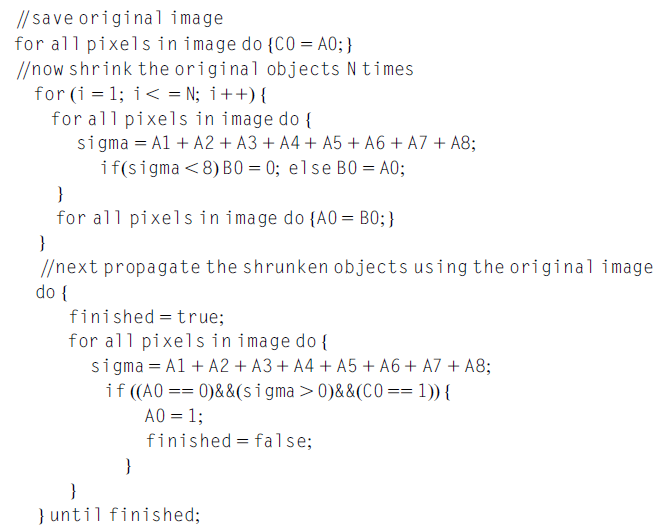 //save original image
for all pixels in image do {C0 = A0;}
//now shrink the original objects N times
for (i = 1; i < = N; i++) {
for all pixels in image do {
sigma = A1 + A2 + A3 + A4 + A5 + A6 + A7 + A8;
if(sigma < 8) B0 = 0; else B0 = A0;
}
for all pixels in image do {A0 = B0;}
}
//next propagate the shrunken objects using the original image
do {
finished = true;
for all pixels in image do {
sigma = A1 + A2 + A3 + A4 + A5 + A6 + A7 + A8;
if ((A0 == 0)&&(sigma > 0)&&(C0 == 1)) {
A0 = 1;
finished = false;
}
}
} until finished;